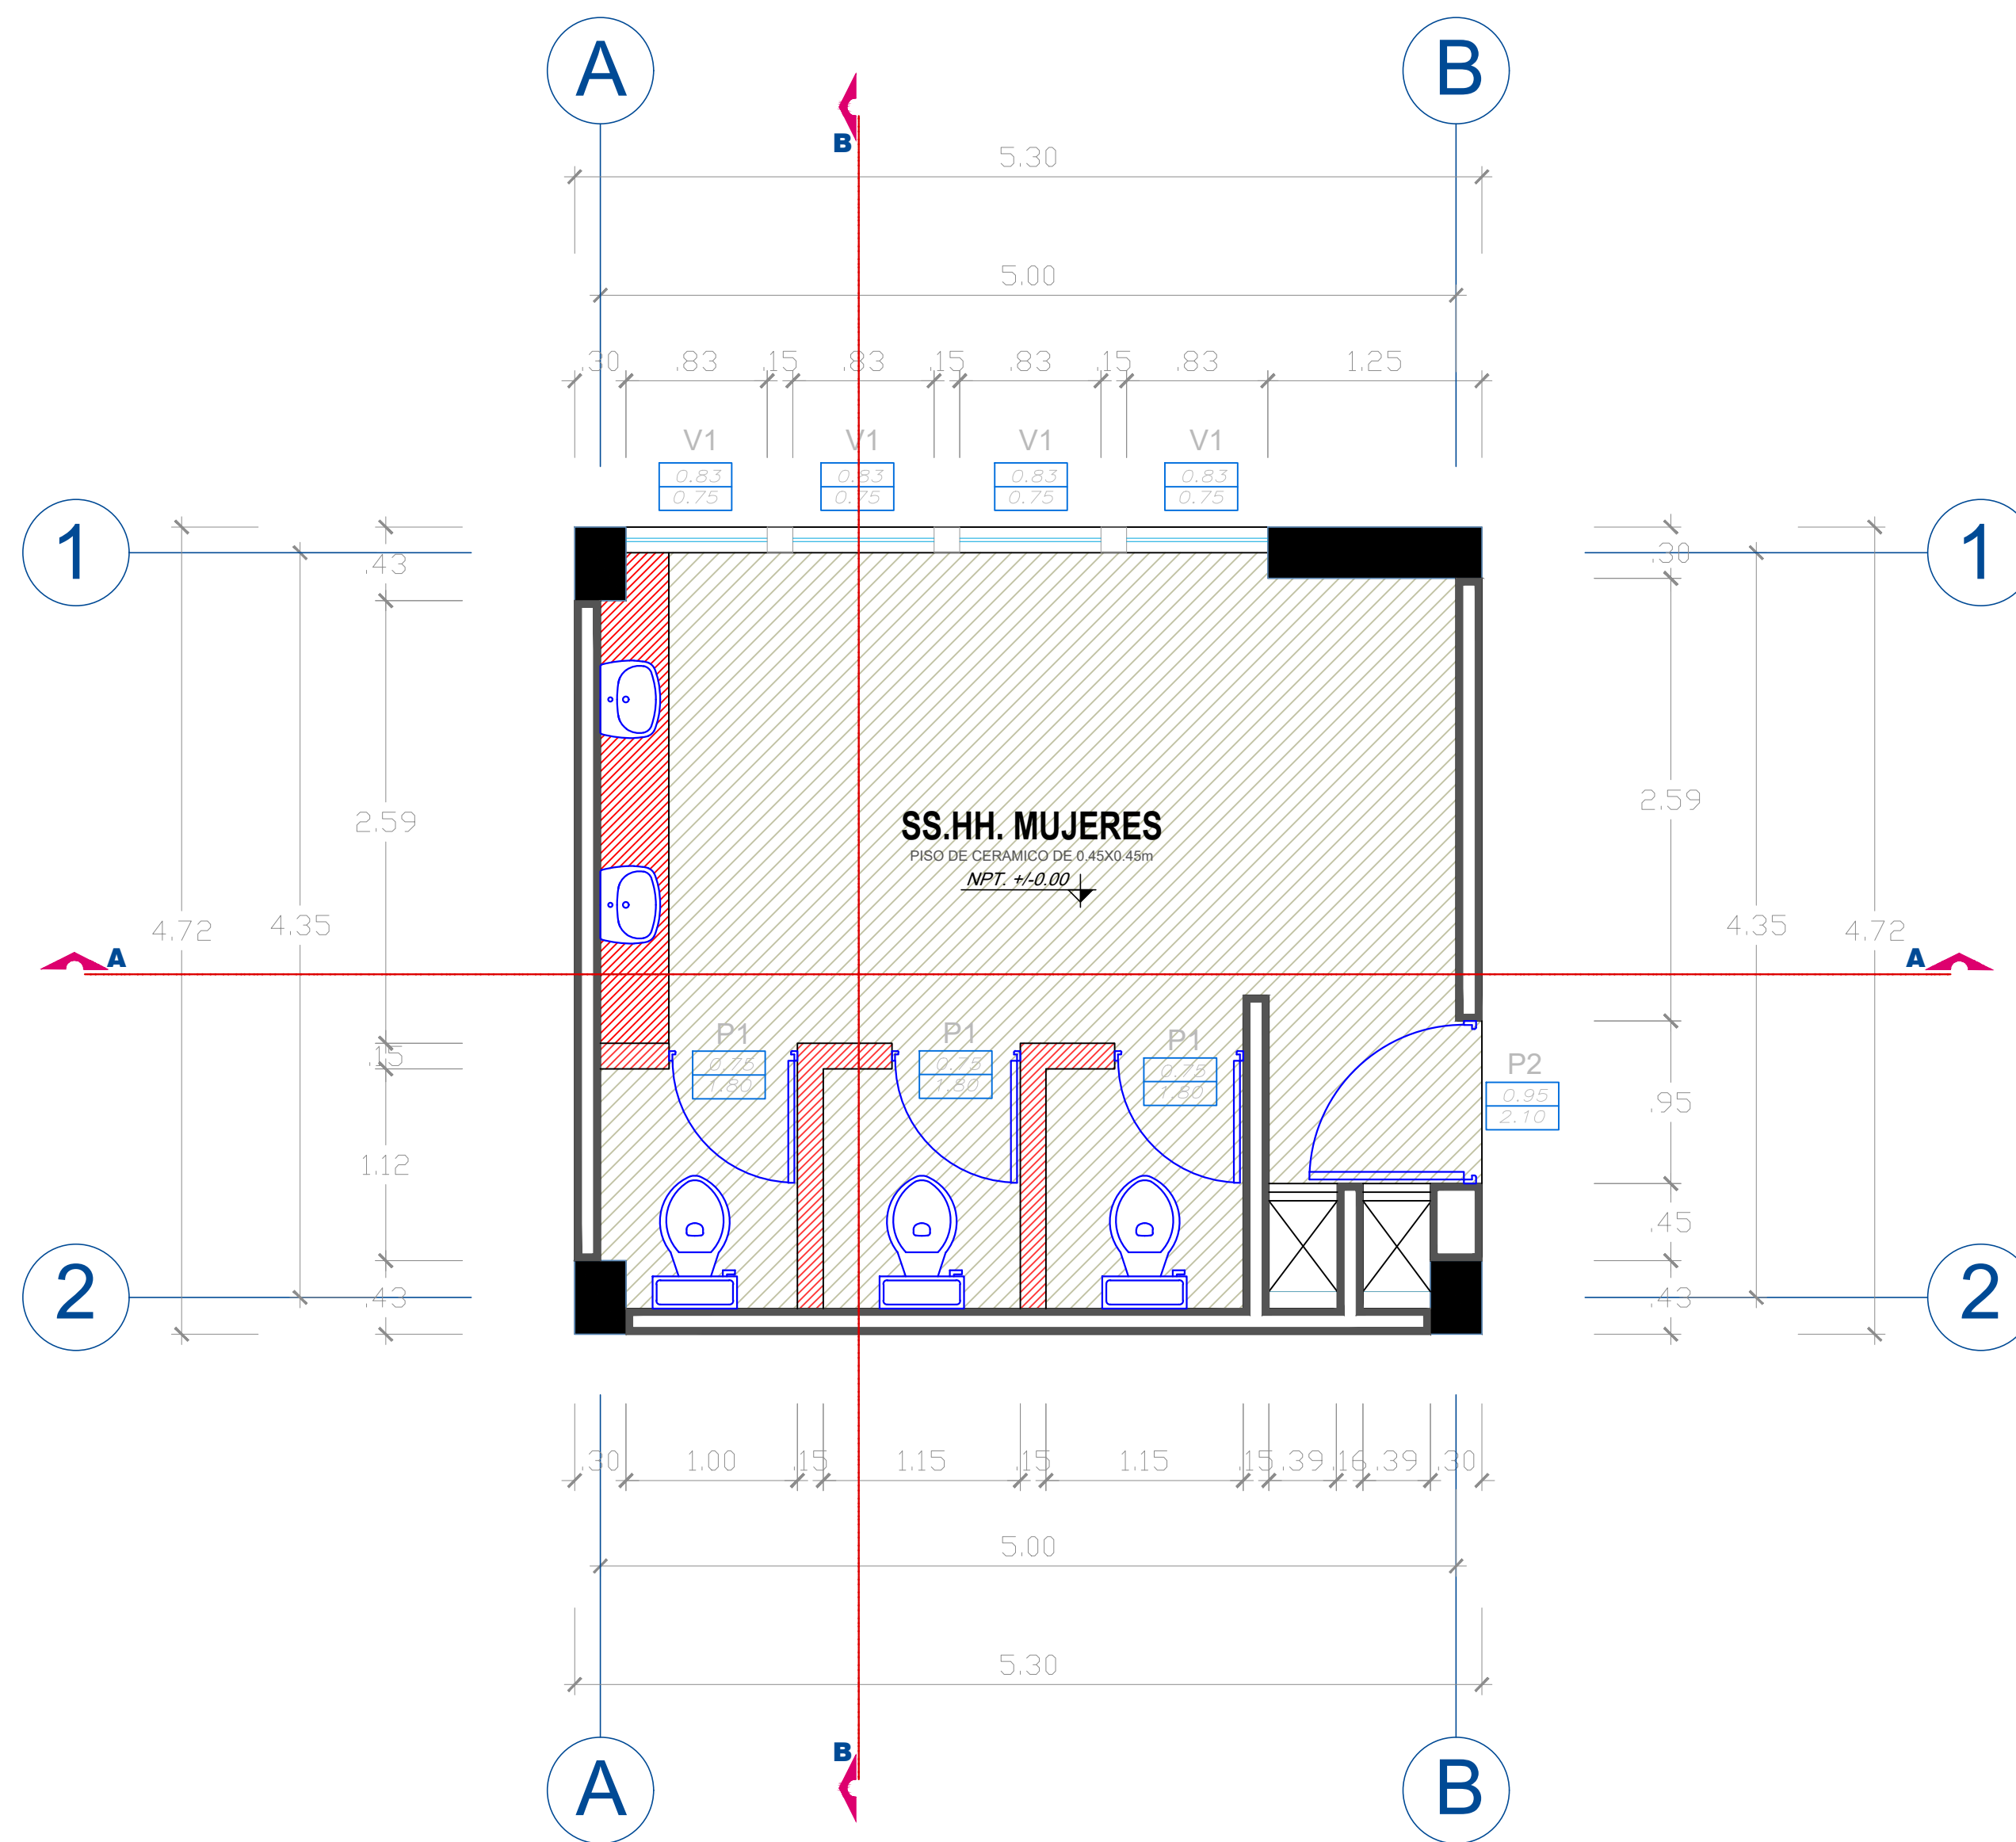 A B
B
5.30
5.00
.30 .83 .15 .83 .15 .83 .15 .83 1.25
V1 V1 V1 V1
0.83 0.83 0.83 0.83
0.75 0.75 0.75 0.75
1 1
.43 .30
2.59 2.59
SS.HH. MUJERES
PISO DE CERAMICO DE 0.45X0.45m
NPT. +/-0.00
4.72 4.35 4.35 4.72
A A
P1 P1 P1
0.75 0.75 0.75
1.80 1.80 1.80
.15
P2
0.95
2.10
.95
1.12
.45
2 2
.43 .43
.30 1.00 .15 1.15 .15 1.15 .15 .39 .16 .39 .30
5.00
5.30
B
A B